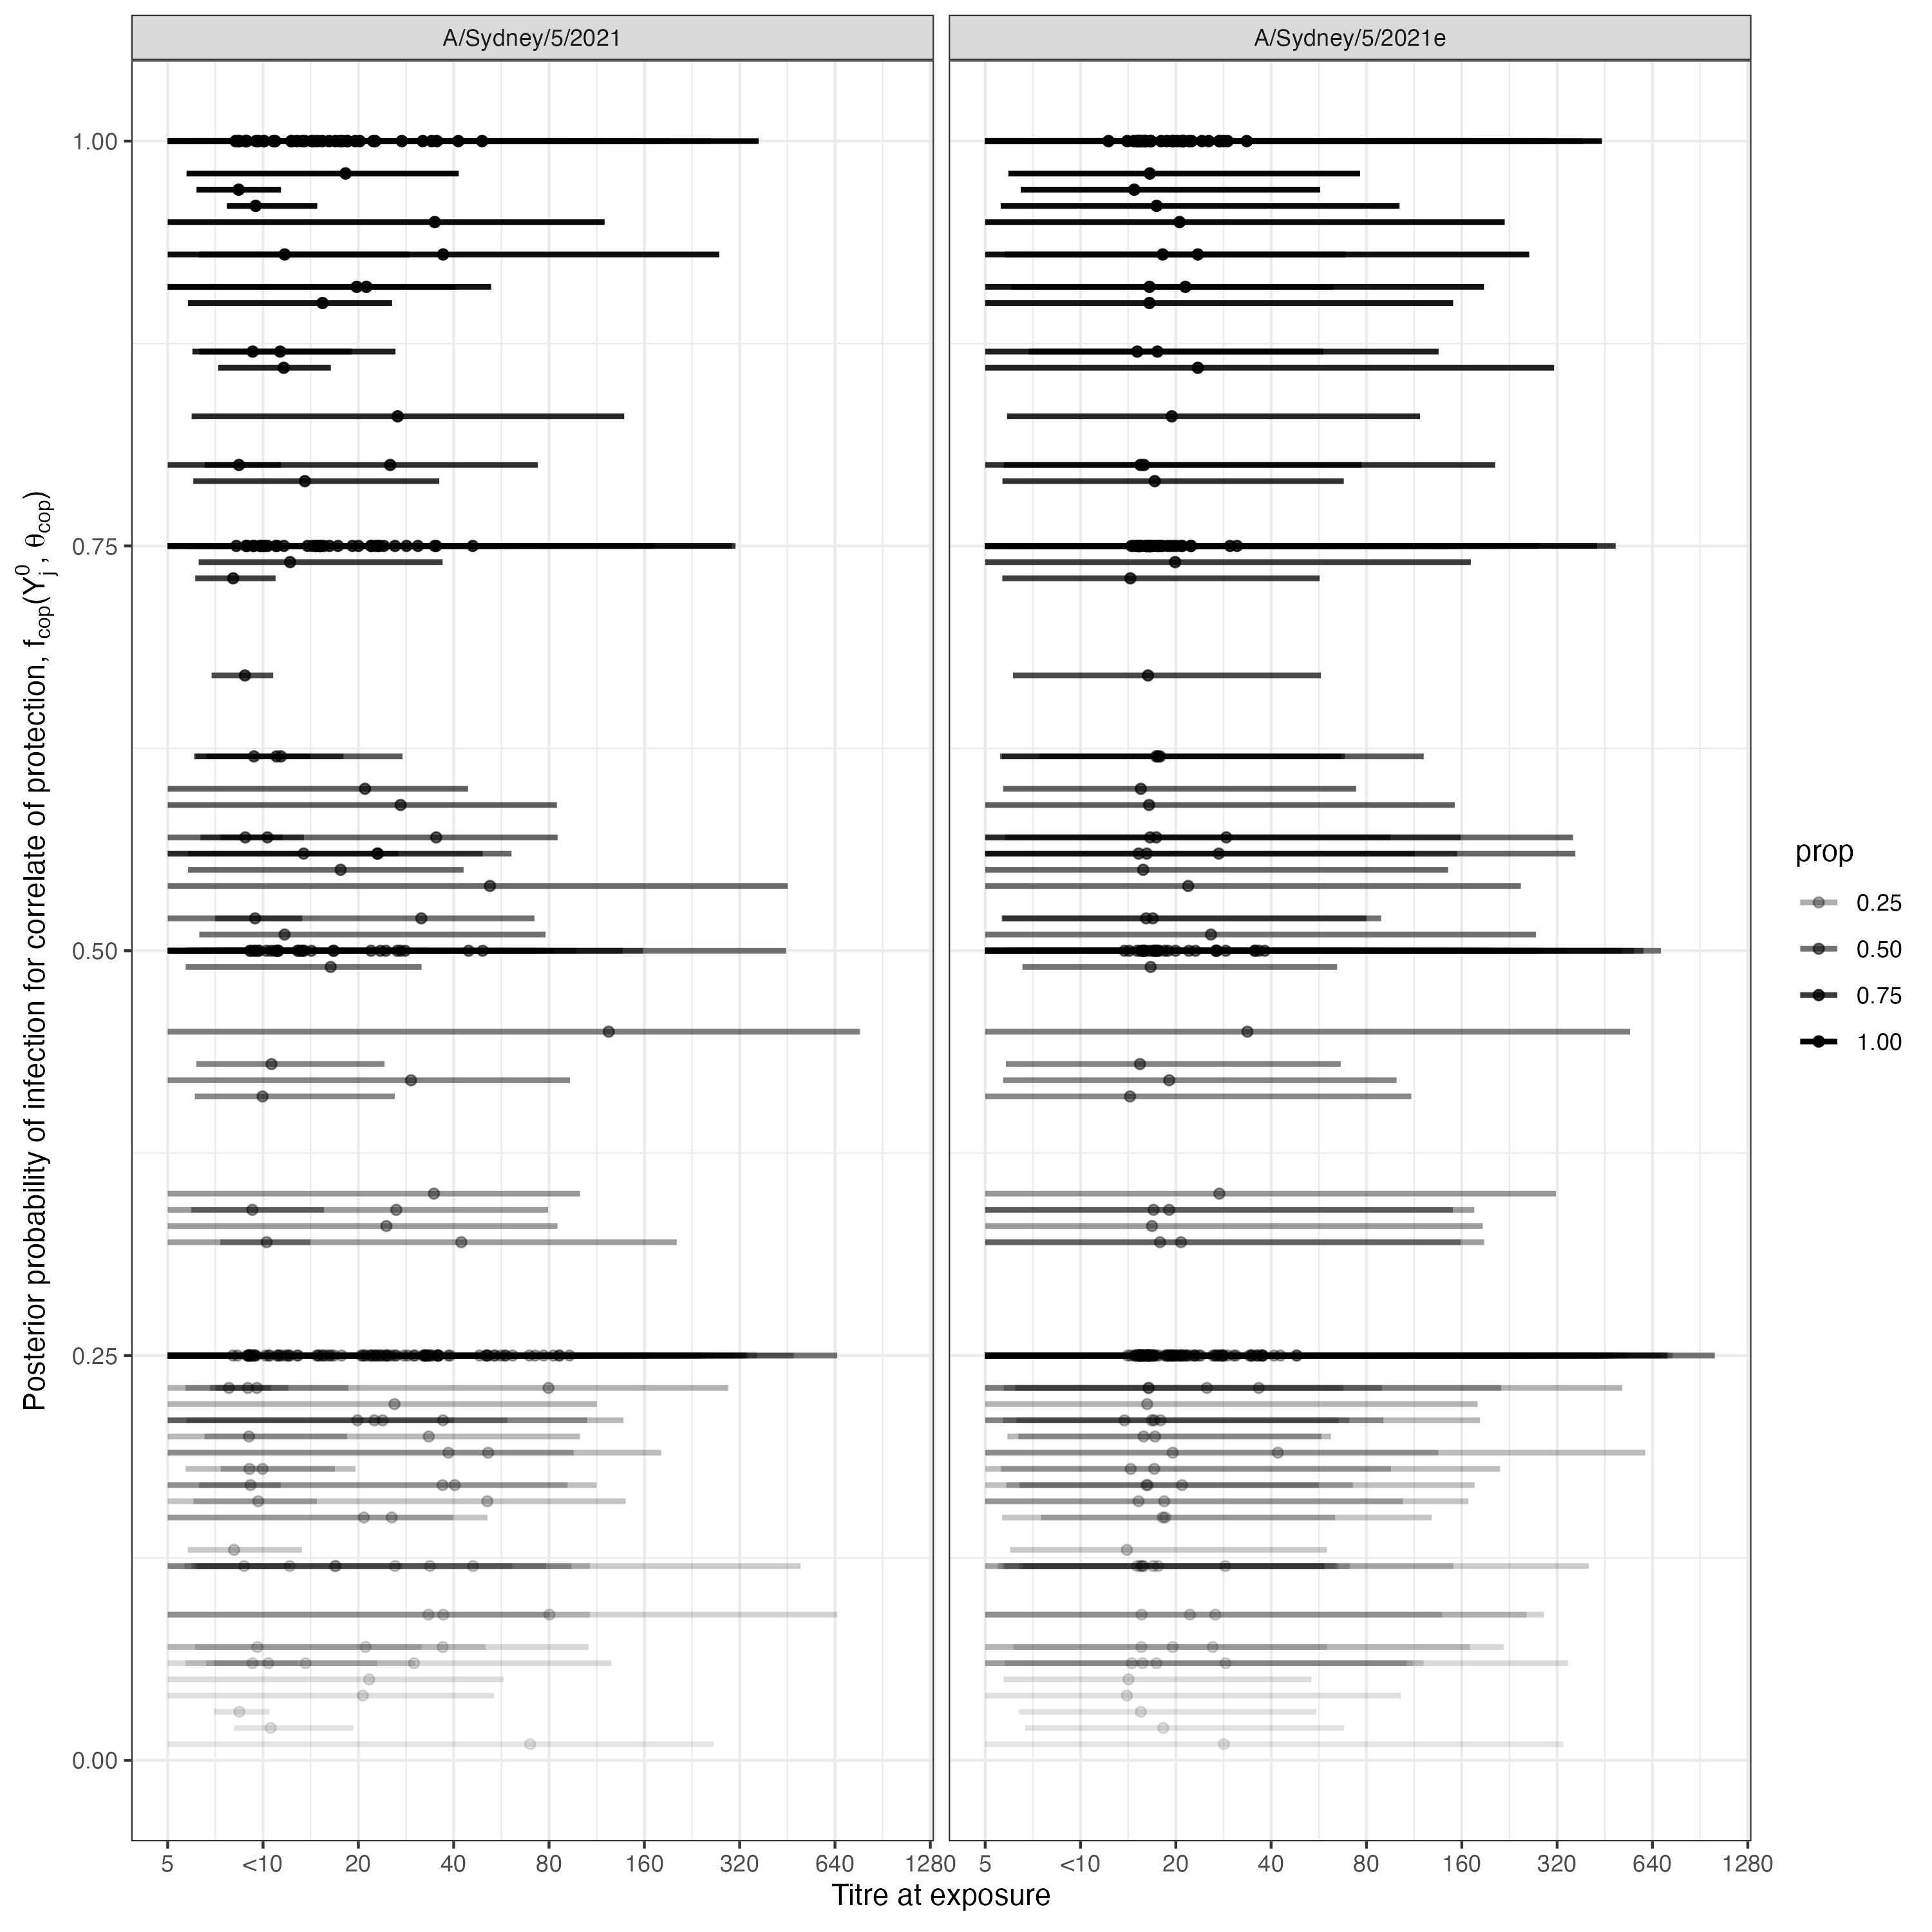 A/Sydney/5/2021
A/Sydney/5/2021e
Posterior probability of infection for correlate of protection, f_cop(Y_j^0, θ_cop)
1.00
0.75
0.50
0.25
0.00
5 <10 20 40 80 160 320 640 1280
5 <10 20 40 80 160 320 640 1280
Titre at exposure
prop
0.25
0.50
0.75
1.00